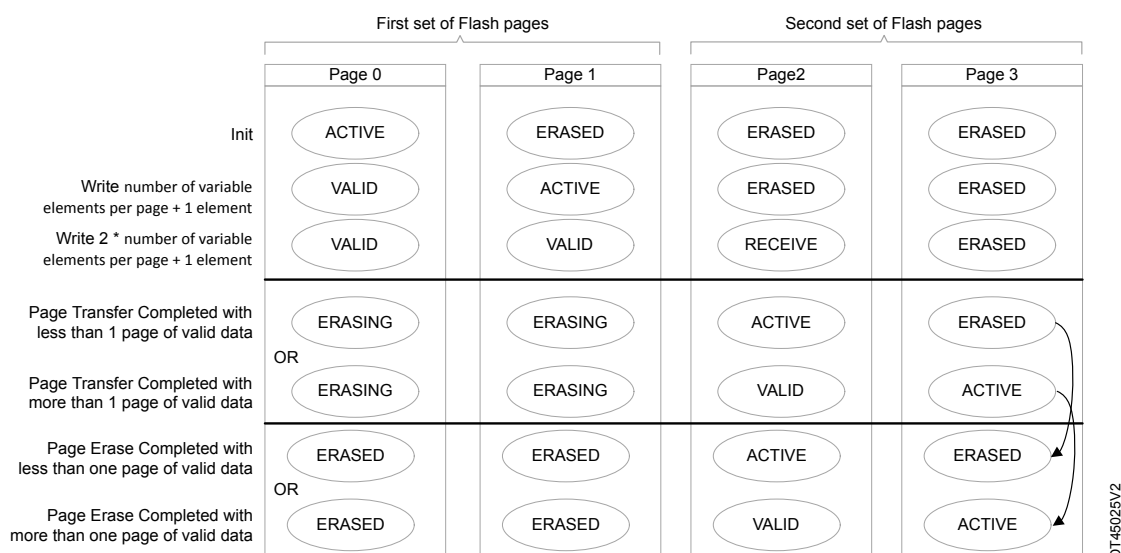 First set of Flash pages
Second set of Flash pages
Page 0
Page 1
Page2
Page 3
Init
ACTIVE
ERASED
ERASED
ERASED
Write number of variable
elements per page + 1 element
VALID
ACTIVE
ERASED
ERASED
Write 2 * number of variable
elements per page + 1 element
VALID
VALID
RECEIVE
ERASED
Page Transfer Completed with
less than 1 page of valid data
ERASING
ERASING
ACTIVE
ERASED
OR
Page Transfer Completed with
more than 1 page of valid data
ERASING
ERASING
VALID
ACTIVE
Page Erase Completed with
less than one page of valid data
ERASED
ERASED
ACTIVE
ERASED
OR
Page Erase Completed with
more than one page of valid data
ERASED
ERASED
VALID
ACTIVE